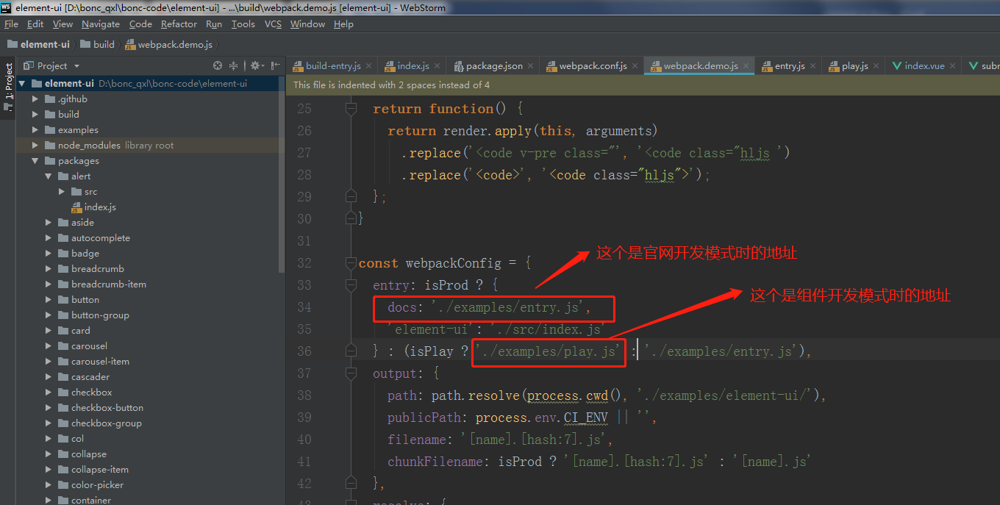 WS element-ui [D:\bonc_qxl\bonc-code\element-ui] - ...\build\webpack.demo.js [element-ui] - WebStorm
File Edit View Navigate Code Refactor Run Tools VCS Window Help
element-ui build webpack.demo.js
1: Project
Project
build-entry.js index.js package.json webpack.conf.js webpack.demo.js entry.js play.js index.vue
This file is indented with 2 spaces instead of 4
element-ui D:\bonc_qxl\bonc-code\element-ui
.github
build
examples
node_modules library root
packages
alert
src
index.js
aside
autocomplete
badge
breadcrumb
breadcrumb-item
button
button-group
card
carousel
carousel-item
cascader
checkbox
checkbox-button
checkbox-group
col
collapse
collapse-item
color-picker
container
25 return function() {
26 return render.apply(this, arguments)
27 .replace('<code v-pre class="', '<code class="hljs ')
28 .replace('<code>', '<code class="hljs">');
29 };
30 }
31
这个是官网开发模式时的地址
32 const webpackConfig = {
33 entry: isProd ? {
这个是组件开发模式时的地址
34 docs: './examples/entry.js',
35 'element-ui': './src/index.js'
36 } : (isPlay ? './examples/play.js' : './examples/entry.js'),
37 output: {
38 path: path.resolve(process.cwd(), './examples/element-ui/'),
39 publicPath: process.env.CI_ENV || '',
40 filename: '[name].[hash:7].js',
41 chunkFilename: isProd ? '[name].[hash:7].js' : '[name].js'
42 },
43 resolve: {